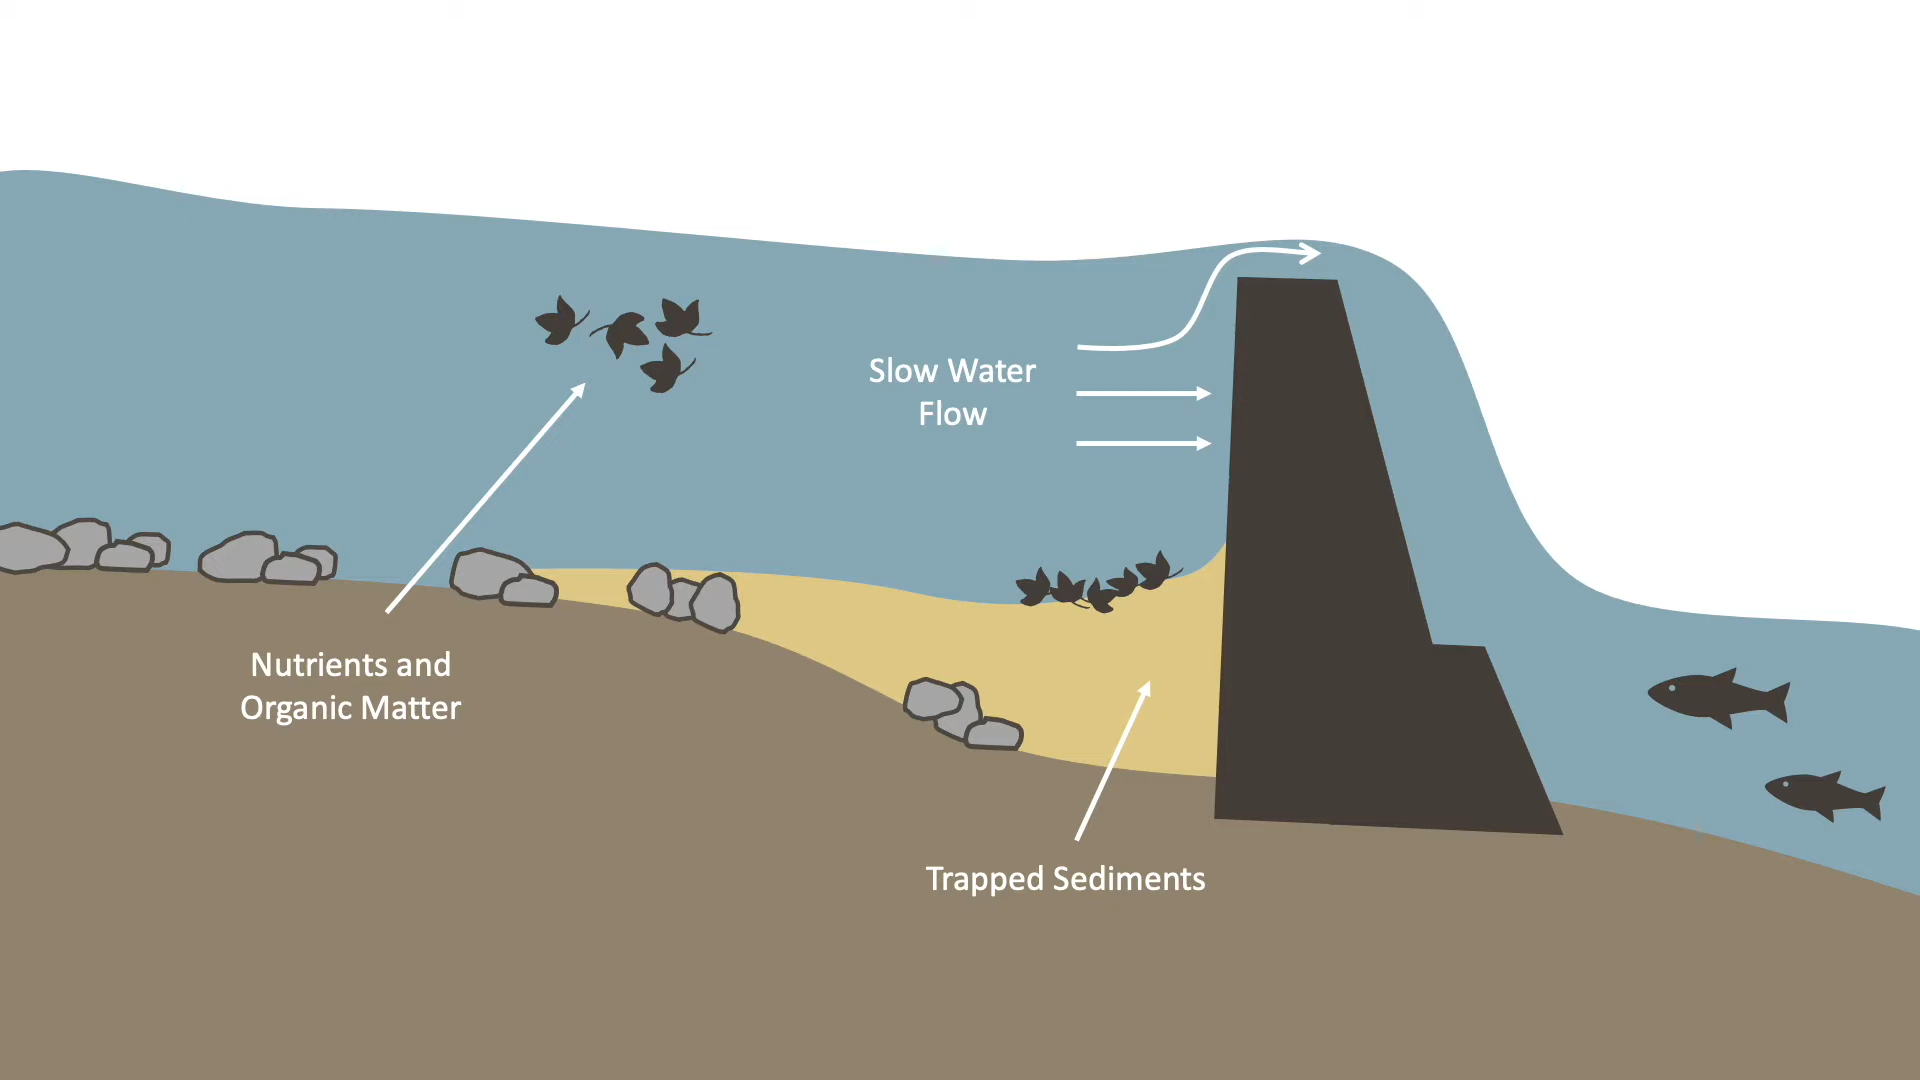 Slow Water
Flow
Nutrients and
Organic Matter
Trapped Sediments